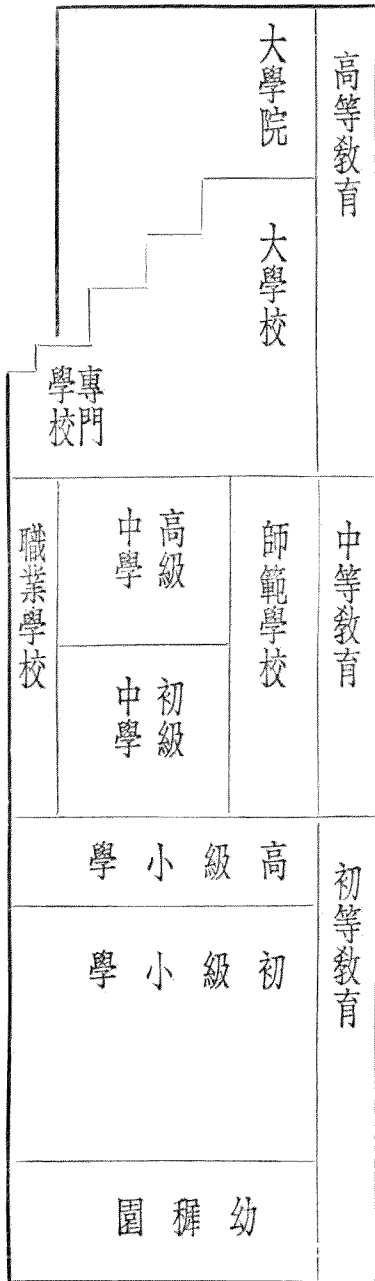 高等教育
大學院
大學校
專門
學校
中等教育
師範學校
高級
中學
初級
中學
職業學校
初等教育
高級小學
初級小學
幼稺園